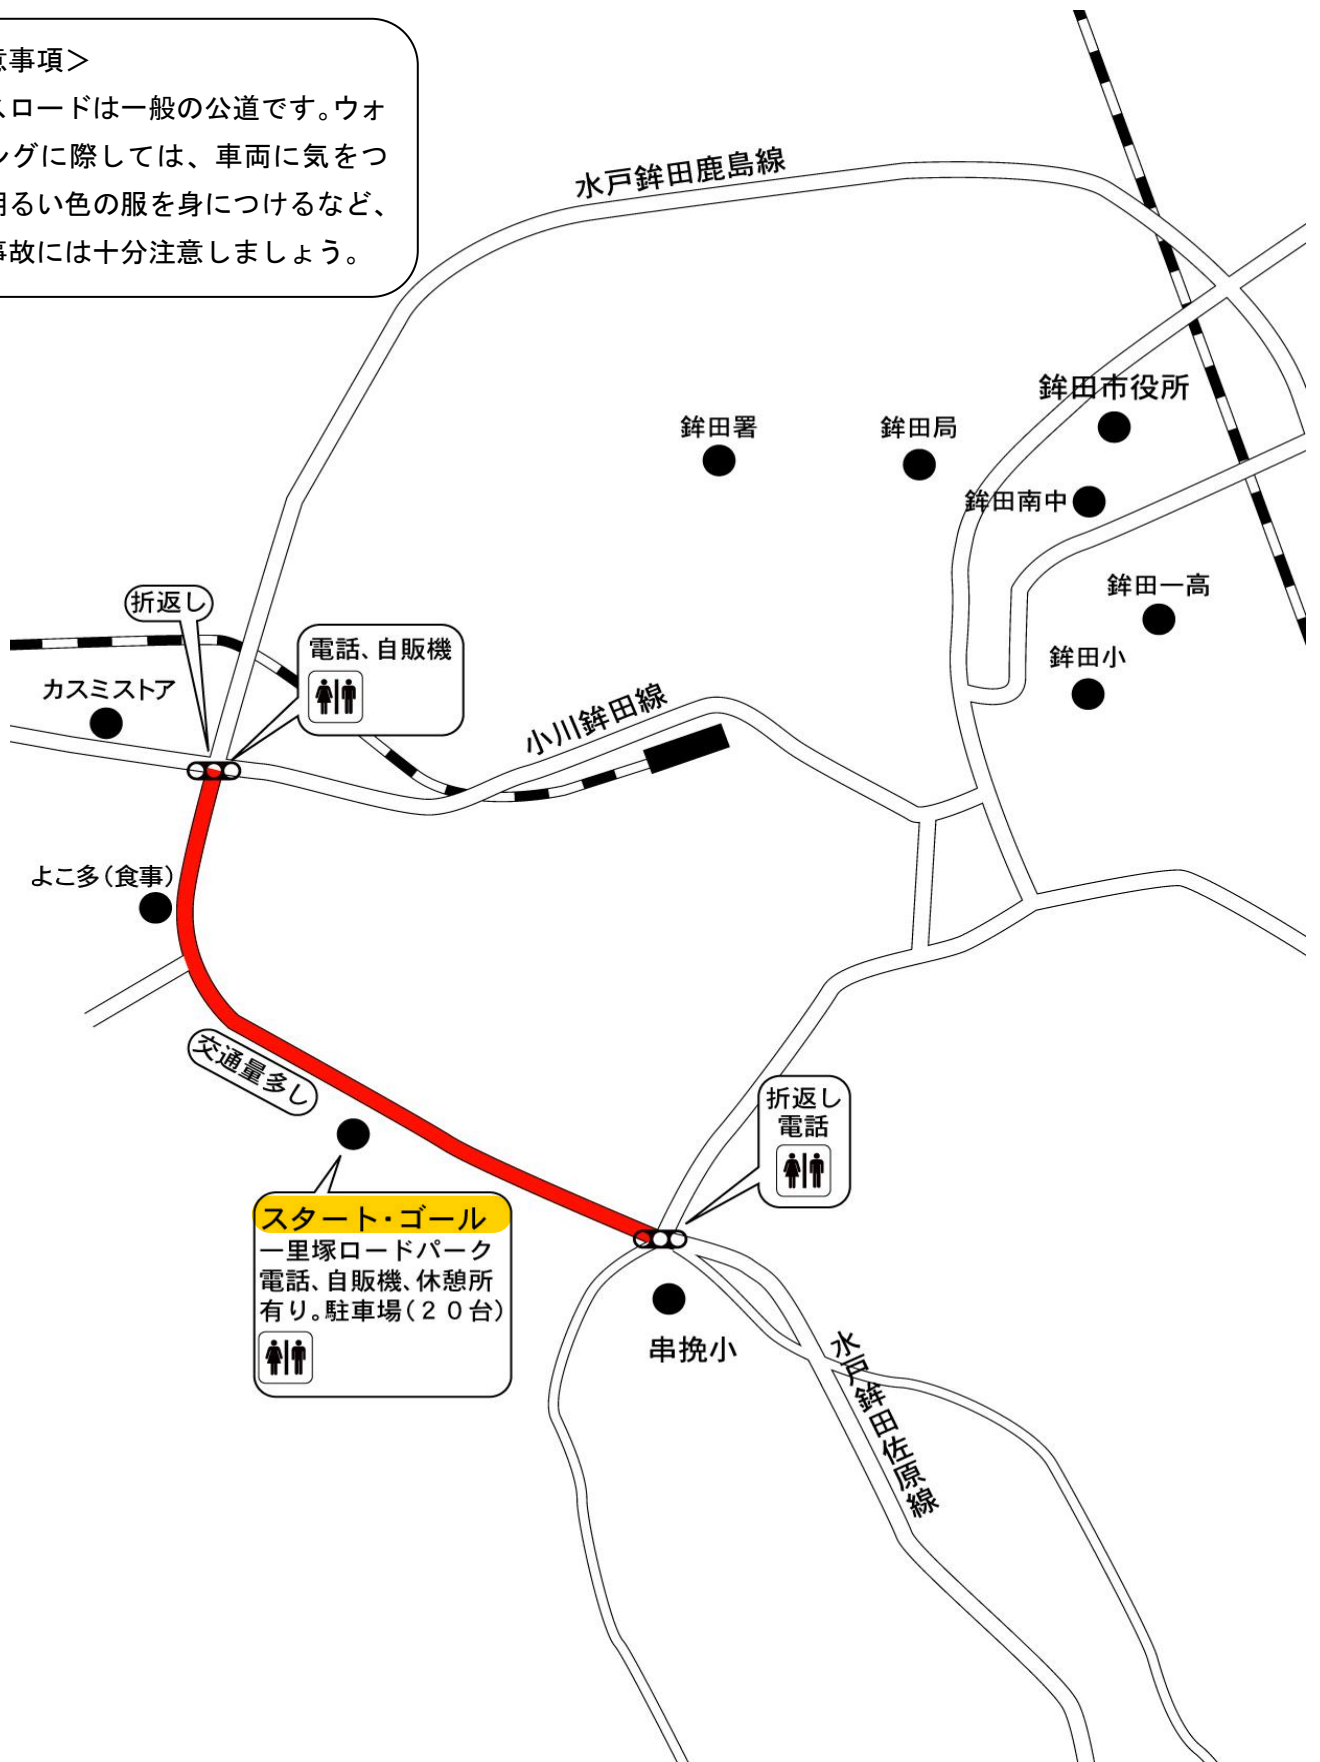 意事項＞
スロードは一般の公道です。ウォ
ングに際しては、車両に気をつ
明るい色の服を身につけるなど、
事故には十分注意しましょう。
水戸鉾田鹿島線
鉾田市役所
鉾田署
鉾田局
鉾田南中
鉾田一高
鉾田小
折返し
電話、自販機
カスミストア
小川鉾田線
よこ多(食事)
交通量多し
折返し
電話
スタート・ゴール
一里塚ロードパーク
電話、自販機、休憩所
有り。駐車場(２０台)
串挽小
水戸鉾田佐原線